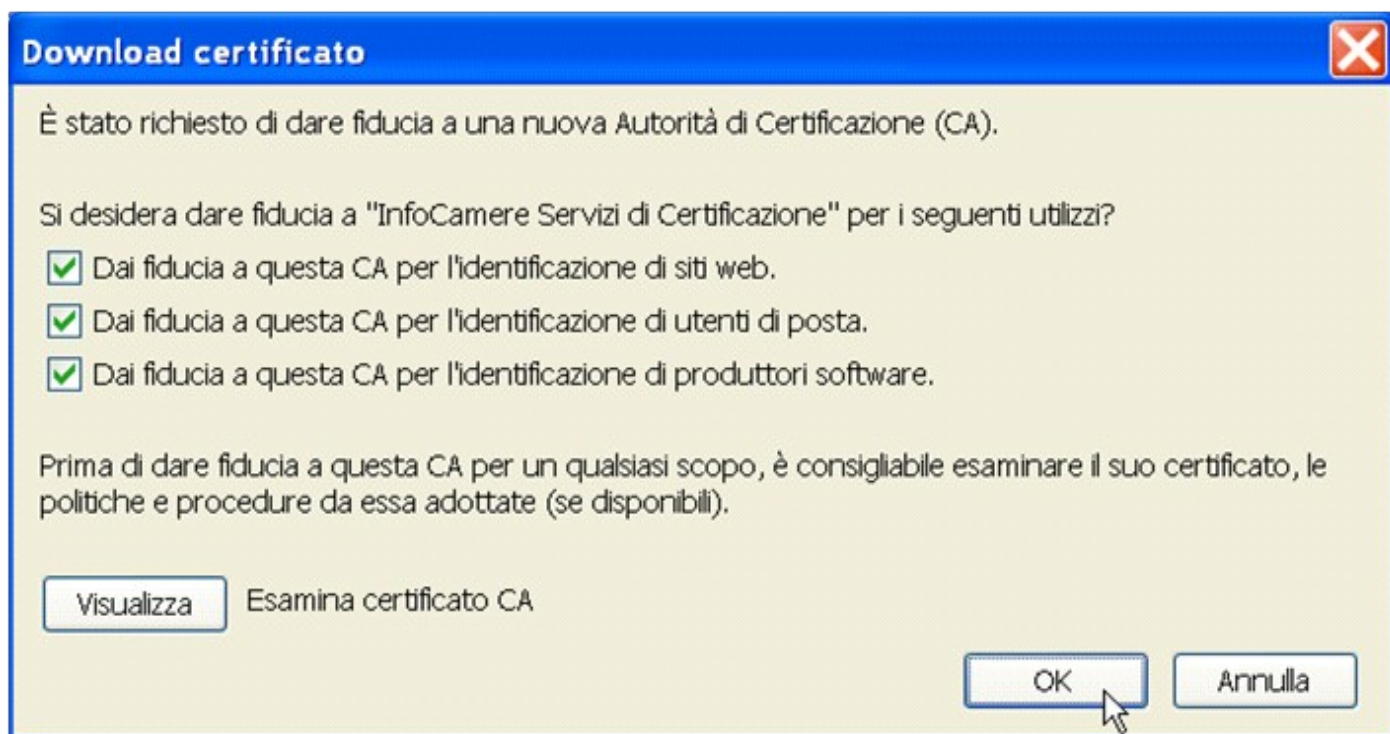 Download certificato
È stato richiesto di dare fiducia a una nuova Autorità di Certificazione (CA).
Si desidera dare fiducia a "InfoCamere Servizi di Certificazione" per i seguenti utilizzi?
Dai fiducia a questa CA per l'identificazione di siti web.
Dai fiducia a questa CA per l'identificazione di utenti di posta.
Dai fiducia a questa CA per l'identificazione di produttori software.
Prima di dare fiducia a questa CA per un qualsiasi scopo, è consigliabile esaminare il suo certificato, le
politiche e procedure da essa adottate (se disponibili).
Visualizza Esamina certificato CA
OK Annulla